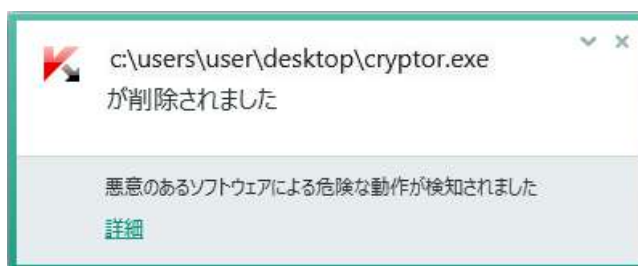 c:\users\user\desktop\cryptor.exe
が削除されました
悪意のあるソフトウェアによる危険な動作が検知されました
詳細